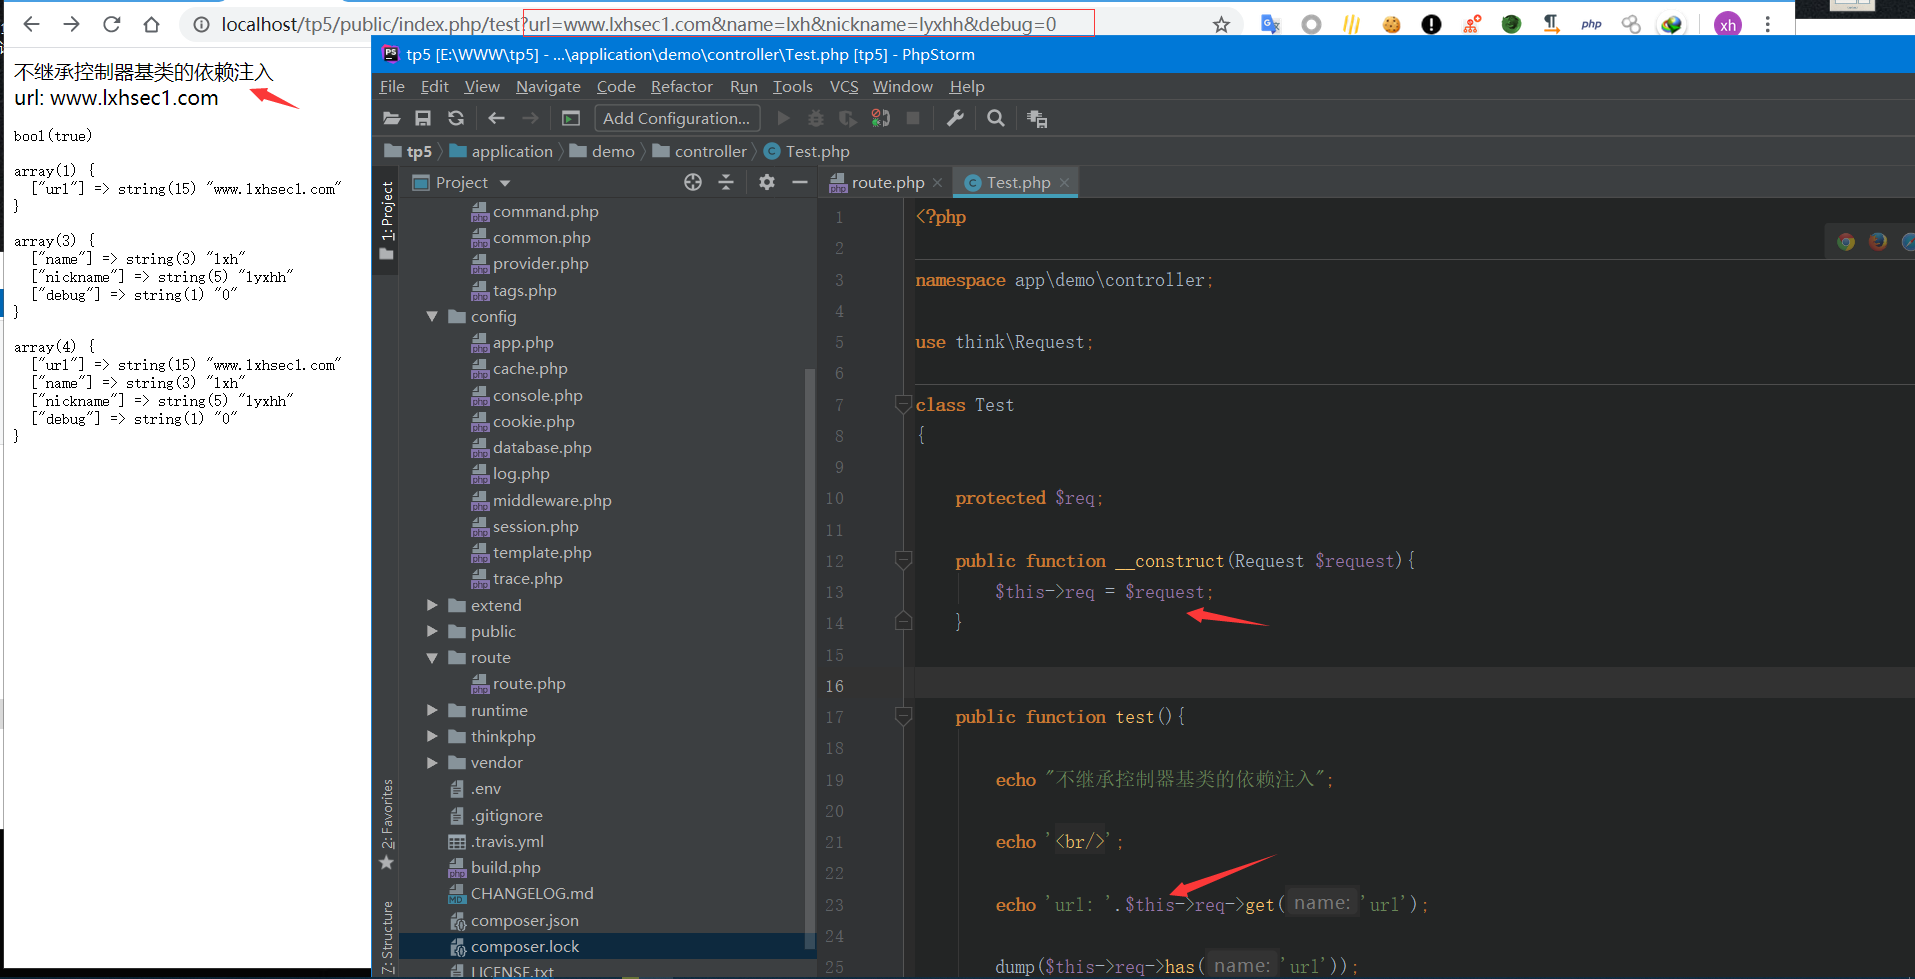 localhost/tp5/public/index.php/test?url=www.lxhsec1.com&name=lxh&nickname=lyxhh&debug=0
php
xh
不继承控制器基类的依赖注入
url: www.lxhsec1.com
bool(true)
array(1) {
["url"] => string(15) "www.lxhsec1.com"
}
array(3) {
["name"] => string(3) "lxh"
["nickname"] => string(5) "lyxhh"
["debug"] => string(1) "0"
}
array(4) {
["url"] => string(15) "www.lxhsec1.com"
["name"] => string(3) "lxh"
["nickname"] => string(5) "lyxhh"
["debug"] => string(1) "0"
}
tp5 [E:\WWW\tp5] - ...\application\demo\controller\Test.php [tp5] - PhpStorm
File Edit View Navigate Code Refactor Run Tools VCS Window Help
Add Configuration...
tp5 application demo controller Test.php
1: Project
2: Favorites
7: Structure
Project
command.php
common.php
provider.php
tags.php
config
app.php
cache.php
console.php
cookie.php
database.php
log.php
middleware.php
session.php
template.php
trace.php
extend
public
route
route.php
runtime
thinkphp
vendor
.env
.gitignore
.travis.yml
build.php
CHANGELOG.md
composer.json
composer.lock
LICENSE.txt
route.php Test.php
1 <?php
2
3 namespace app\demo\controller;
4
5 use think\Request;
6
7 class Test
8 {
9
10 protected $req;
11
12 public function __construct(Request $request){
13 $this->req = $request;
14 }
15
16
17 public function test(){
18
19 echo "不继承控制器基类的依赖注入";
20
21 echo '<br/>';
22
23 echo 'url: '.$this->req->get( name: 'url');
24
25 dump($this->req->has( name: 'url'));